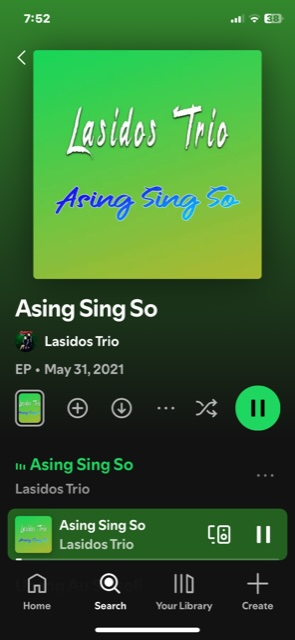 7:52
38
Lasidos Trio
Asing Sing So
Asing Sing So
Lasidos Trio
EP • May 31, 2021
Asing Sing So
Lasidos Trio
Asing Sing So
Lasidos Trio
Home
Search
Your Library
Create